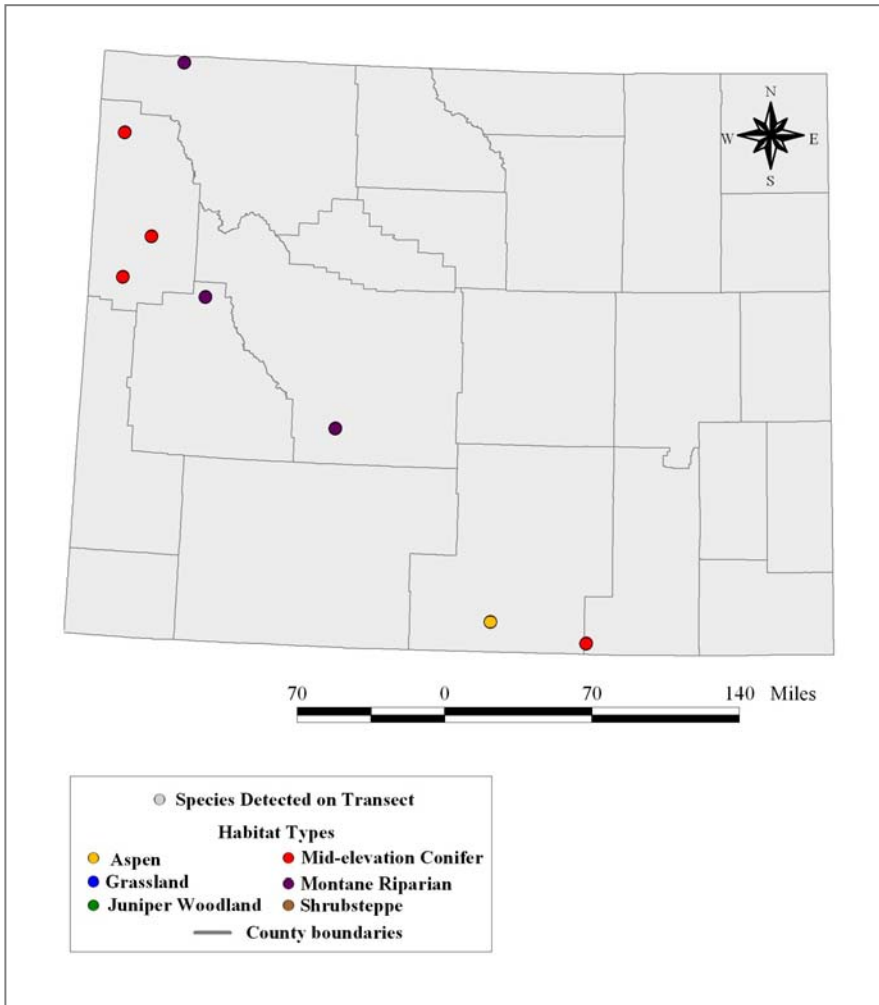 N
W E
S
70 0 70 140 Miles
Species Detected on Transect
Habitat Types
Aspen Mid-elevation Conifer
Grassland Montane Riparian
Juniper Woodland Shrubsteppe
County boundaries